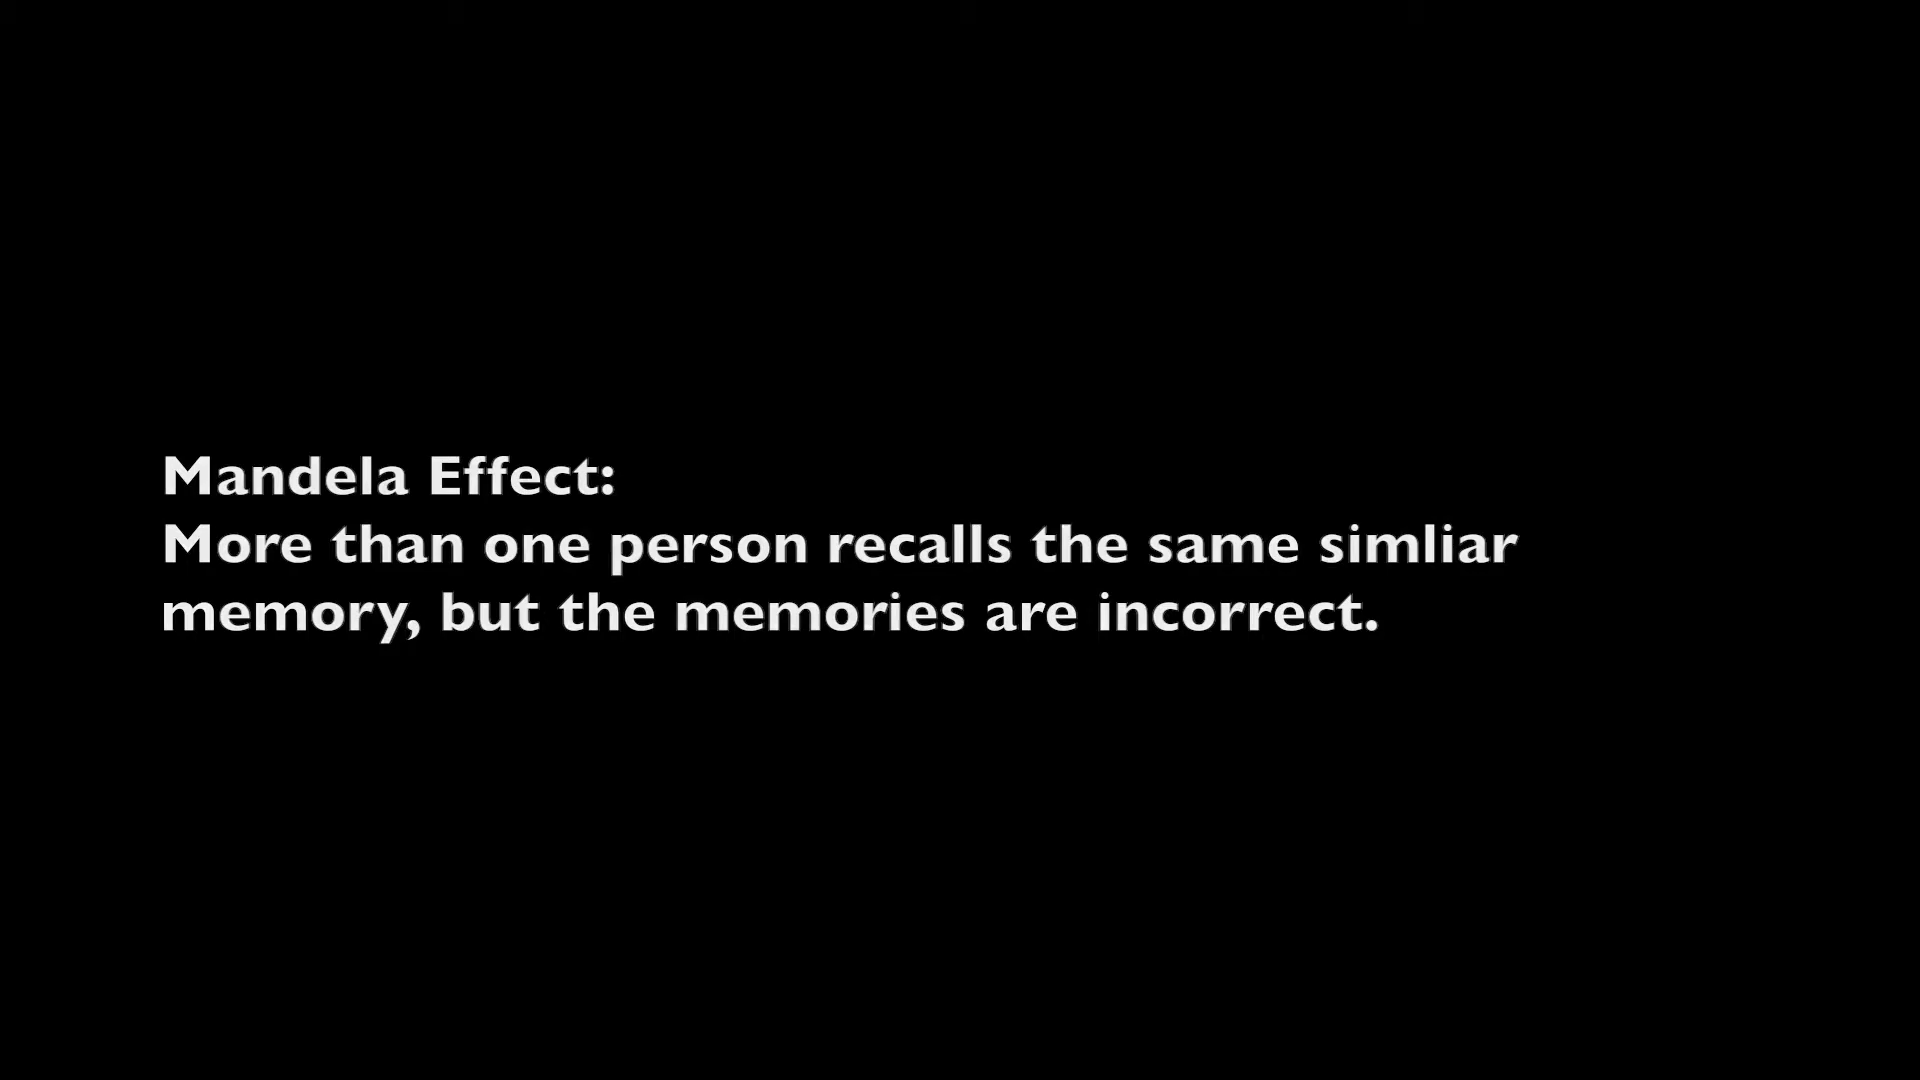 Mandela Effect:
More than one person recalls the same simliar
memory, but the memories are incorrect.